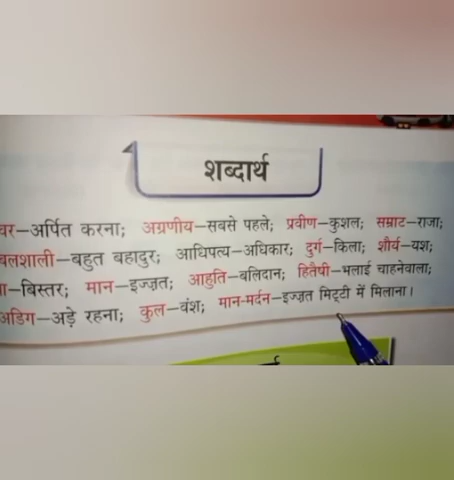 शब्दार्थ
वर–अर्पित करना; अग्रणीय–सबसे पहले; प्रवीण–कुशल; सम्राट–राजा;
बलशाली–बहुत बहादुर; आधिपत्य–अधिकार; दुर्ग–किला; शौर्य–यश;
–बिस्तर; मान–इज़्ज़त; आहुति–बलिदान; हितैषी–भलाई चाहनेवाला;
अडिग–अड़े रहना; कुल–वंश; मान-मर्दन–इज़्ज़त मिट्टी में मिलाना।